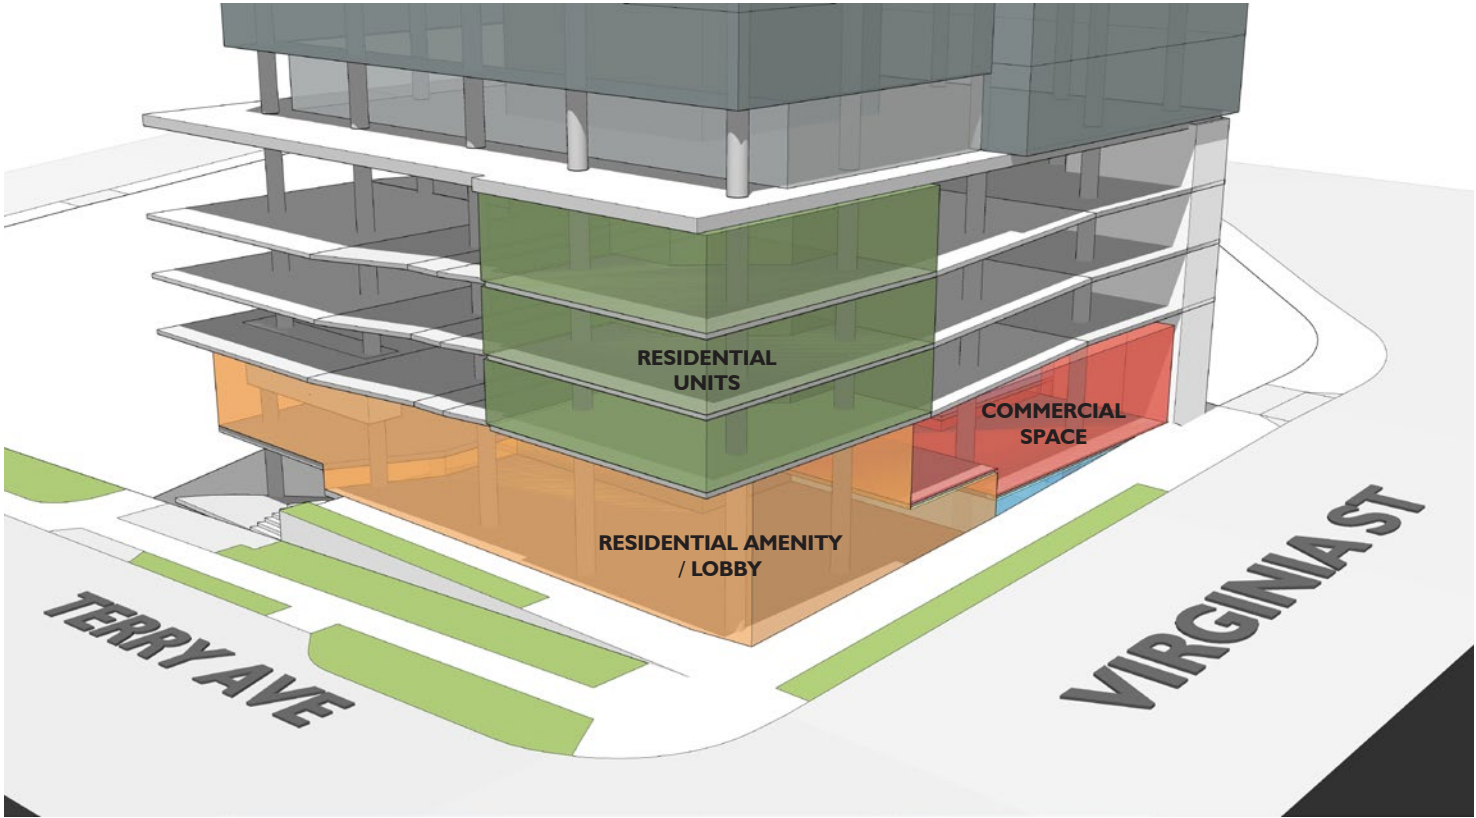 RESIDENTIAL
UNITS
COMMERCIAL
SPACE
RESIDENTIAL AMENITY
/ LOBBY
TERRY AVE
VIRGINIA ST